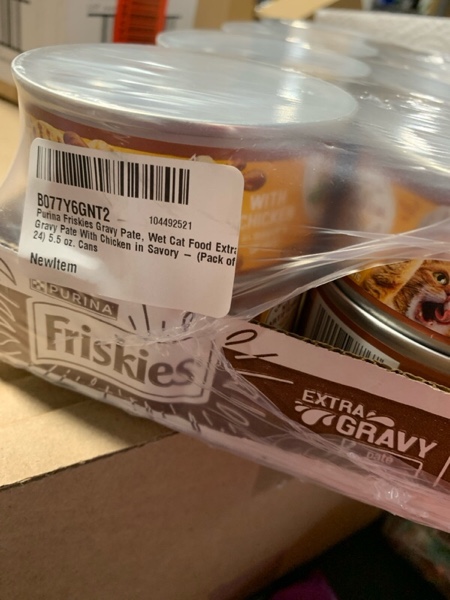 B077Y6GNT2
104492521
Purina Friskies Gravy Pate, Wet Cat Food Extra
Gravy Pate With Chicken in Savory – (Pack of
24) 5.5 oz. Cans
NewItem
WITH
CHICKEN
PURINA
Friskies
EXTRA
GRAVY
pate